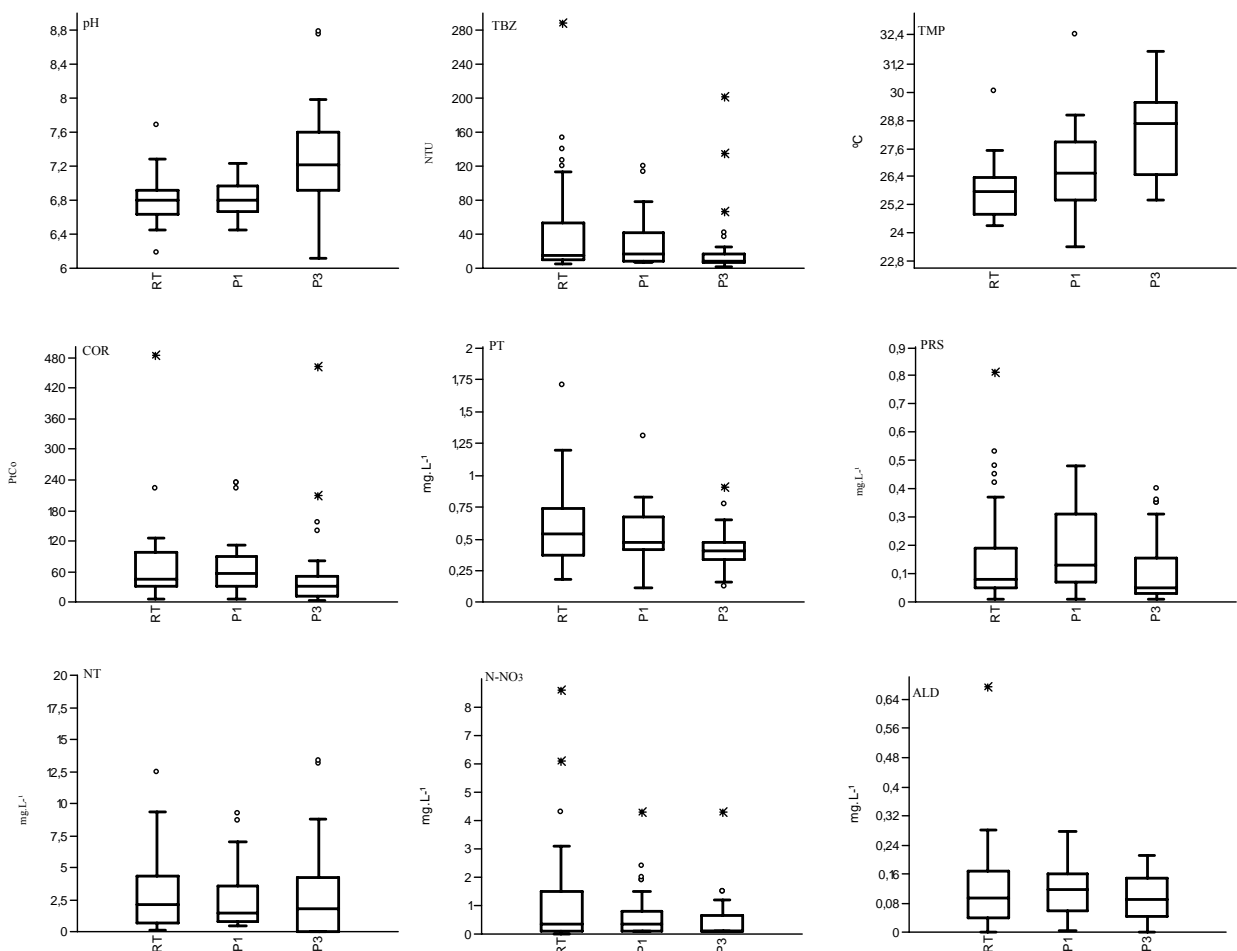 pH
8,8
8,4
8
7,6
7,2
6,8
6,4
6
RT
P1
P3
TBZ
280
240
200
160
120
80
40
0
NTU
RT
P1
P3
TMP
32,4
31,2
30
28,8
27,6
26,4
25,2
24
22,8
ºC
RT
P1
P3
COR
480
420
360
300
240
180
120
60
0
PtCo
RT
P1
P3
PT
2
1,75
1,5
1,25
1
0,75
0,5
0,25
0
mg.L-¹
RT
P1
P3
PRS
0,9
0,8
0,7
0,6
0,5
0,4
0,3
0,2
0,1
0
mg.L-¹
RT
P1
P3
NT
20
17,5
15
12,5
10
7,5
5
2,5
0
mg.L-¹
RT
P1
P3
N-NO3
8
7
6
5
4
3
2
1
0
mg.L-¹
RT
P1
P3
ALD
0,64
0,56
0,48
0,4
0,32
0,24
0,16
0,08
0
mg.L-¹
RT
P1
P3